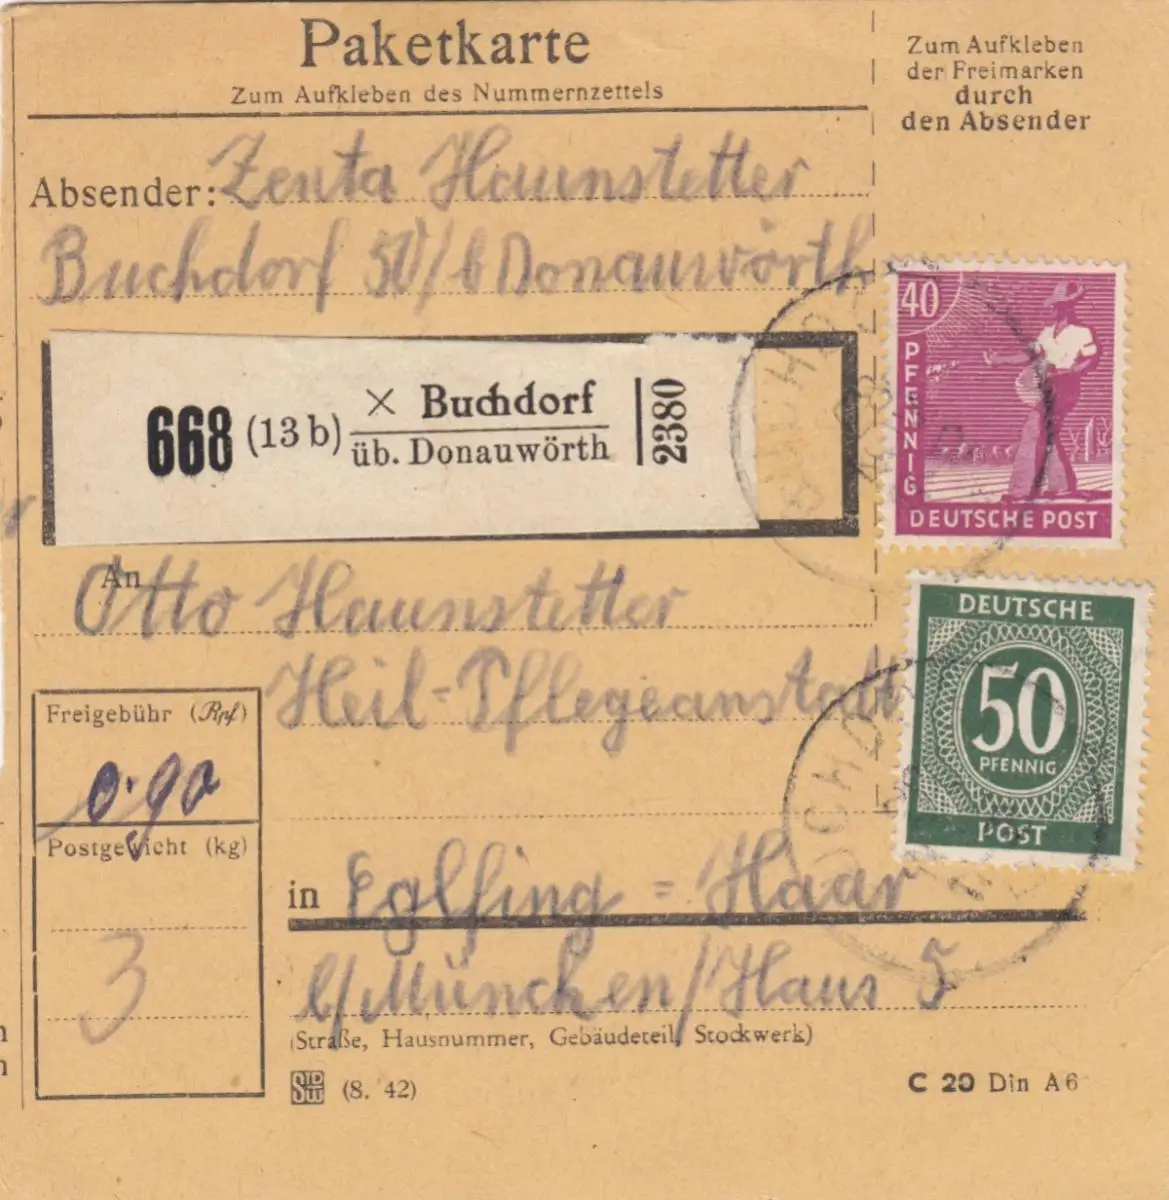 Paketkarte
Zum Aufkleben des Nummernzettels
Zum Aufkleben
der Freimarken
durch
den Absender
Absender: Zenta Haunstetter
Buchdorf 50/b Donauwörth
668 (13b) × Buchdorf
üb. Donauwörth
2380
40
PFENNIG
DEUTSCHE POST
An
Otto Haunstetter
Heil-Pflegeanstalt
DEUTSCHE
50
PFENNIG
POST
Freigebühr (Rpf)
0,90
Postgewicht (kg)
3
in Eglfing = Haar
b/München/Haus 5
(Straße, Hausnummer, Gebäudeteil, Stockwerk)
(8. 42)
C 20 Din A6